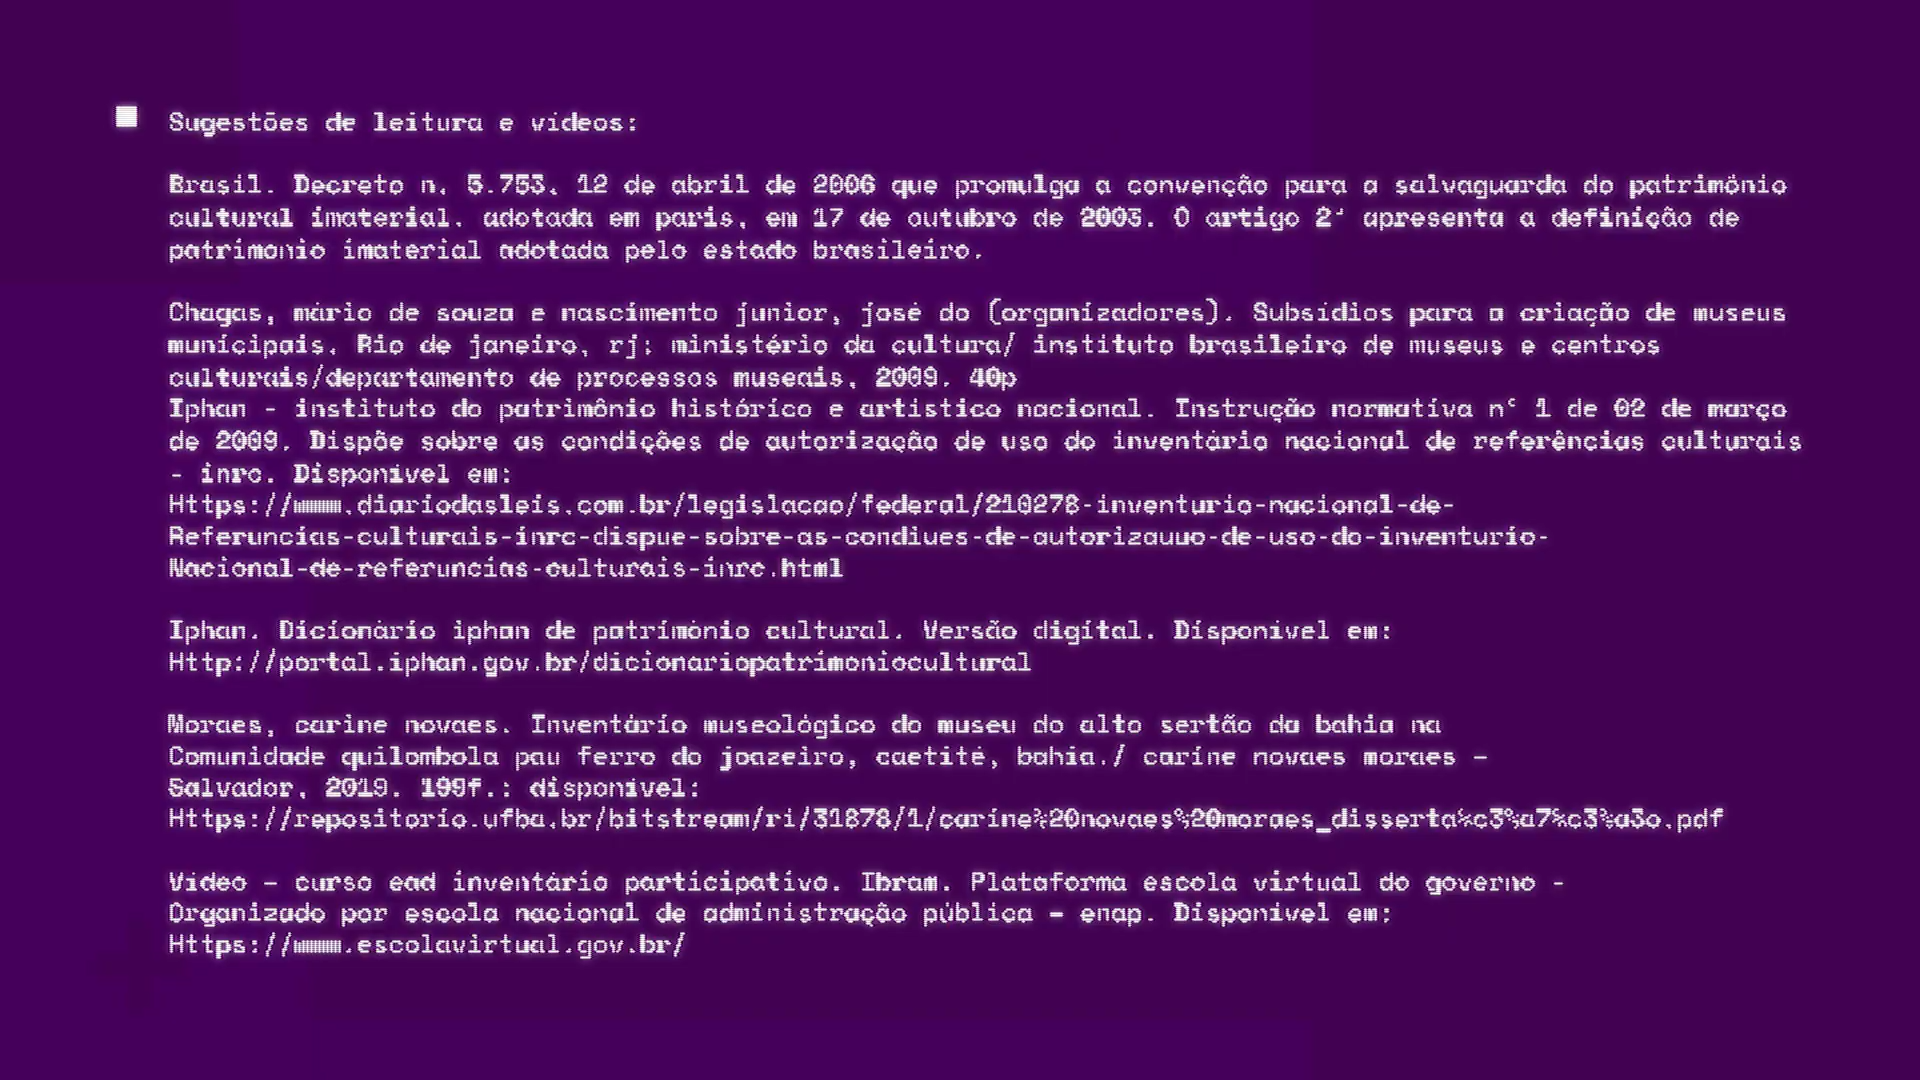 Sugestões de leitura e vídeos:
Brasil. Decreto n. 5.753, 12 de abril de 2006 que promulga a convenção para a salvaguarda do patrimônio
cultural imaterial, adotada em paris, em 17 de outubro de 2003. O artigo 2° apresenta a definição de
patrimonio imaterial adotada pelo estado brasileiro.
Chagas, mário de souza e nascimento junior, josé do (organizadores). Subsídios para a criação de museus
municipais. Rio de janeiro, rj: ministério da cultura/ instituto brasileiro de museus e centros
culturais/departamento de processos museais, 2009. 40p
Iphan - instituto do patrimônio histórico e artístico nacional. Instrução normativa n° 1 de 02 de março
de 2009. Dispõe sobre as condições de autorização de uso do inventário nacional de referências culturais
- inrc. Disponível em:
Https://www.diariodasleis.com.br/legislacao/federal/210278-inventurio-nacional-de-
Referuncias-culturais-inrc-dispue-sobre-as-condiues-de-autorizauuo-de-uso-do-inventurio-
Nacional-de-referuncias-culturais-inrc.html
Iphan. Dicionário iphan de patrimônio cultural. Versão digital. Disponível em:
Http://portal.iphan.gov.br/dicionariopatrimoniocultural
Moraes, carine novaes. Inventário museológico do museu do alto sertão da bahia na
Comunidade quilombola pau ferro do joazeiro, caetité, bahia./ carine novaes moraes –
Salvador, 2019. 199f.: disponível:
Https://repositorio.ufba.br/bitstream/ri/31878/1/carine%20novaes%20moraes_disserta%c3%a7%c3%a3o.pdf
Vídeo – curso ead inventário participativo. Ibram. Plataforma escola virtual do governo -
Organizado por escola nacional de administração pública – enap. Disponível em:
Https://www.escolavirtual.gov.br/